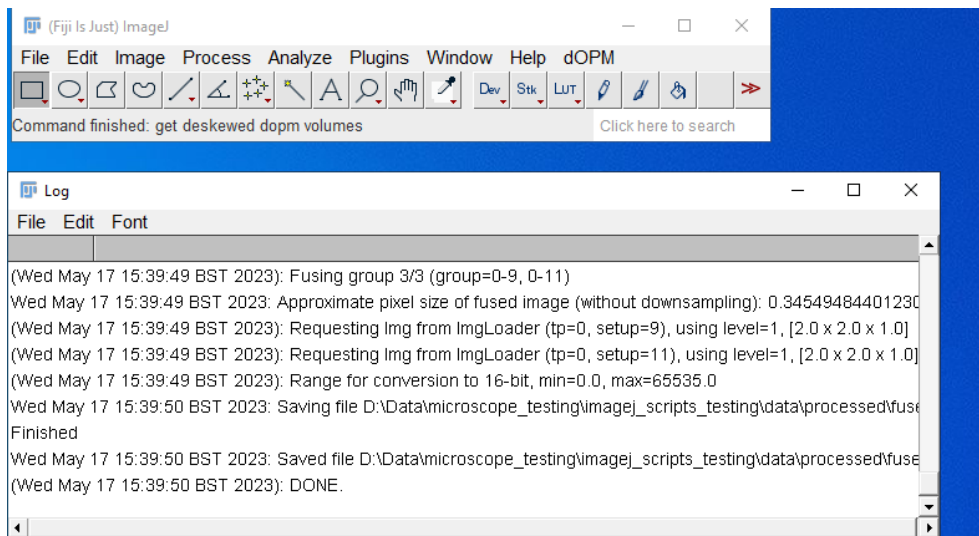 (Fiji Is Just) ImageJ
File Edit Image Process Analyze Plugins Window Help dOPM
A Dev Stk LUT >>
Command finished: get deskewed dopm volumes Click here to search
Log
File Edit Font
(Wed May 17 15:39:49 BST 2023): Fusing group 3/3 (group=0-9, 0-11)
Wed May 17 15:39:49 BST 2023: Approximate pixel size of fused image (without downsampling): 0.34549484401230
(Wed May 17 15:39:49 BST 2023): Requesting Img from ImgLoader (tp=0, setup=9), using level=1, [2.0 x 2.0 x 1.0]
(Wed May 17 15:39:49 BST 2023): Requesting Img from ImgLoader (tp=0, setup=11), using level=1, [2.0 x 2.0 x 1.0]
(Wed May 17 15:39:49 BST 2023): Range for conversion to 16-bit, min=0.0, max=65535.0
Wed May 17 15:39:50 BST 2023: Saving file D:\Data\microscope_testing\imagej_scripts_testing\data\processed\fuse
Finished
Wed May 17 15:39:50 BST 2023: Saved file D:\Data\microscope_testing\imagej_scripts_testing\data\processed\fuse
(Wed May 17 15:39:50 BST 2023): DONE.